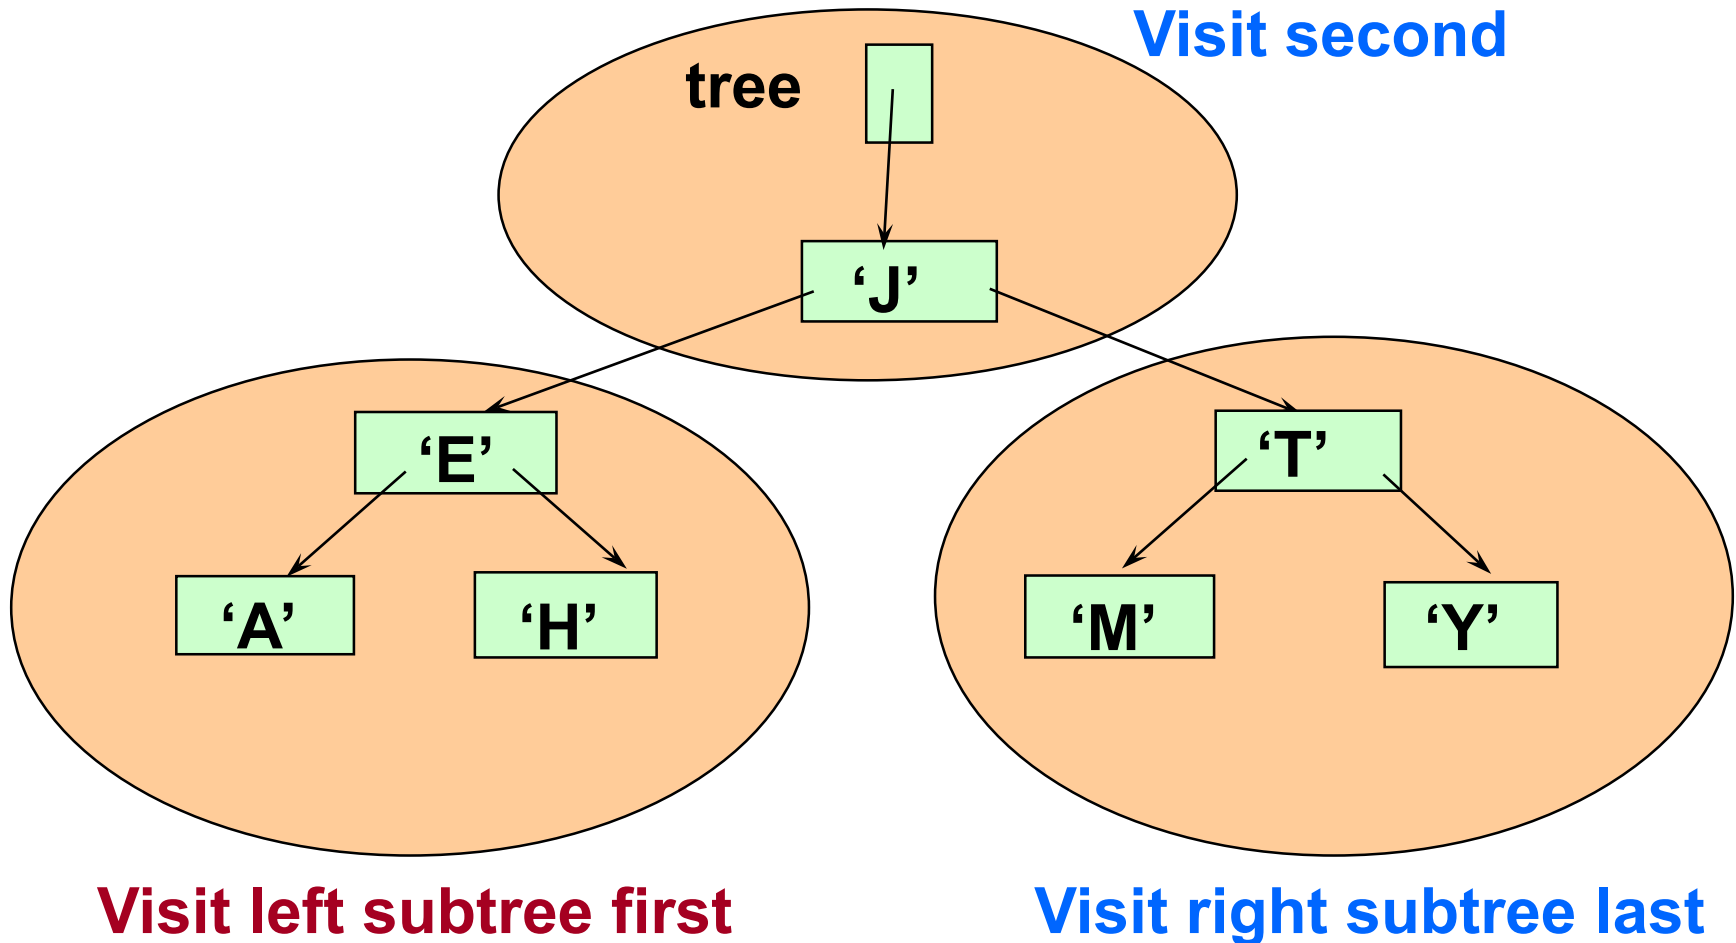 Visit second
tree
‘J’
‘E’
‘T’
‘A’
‘H’
‘M’
‘Y’
Visit left subtree first
Visit right subtree last